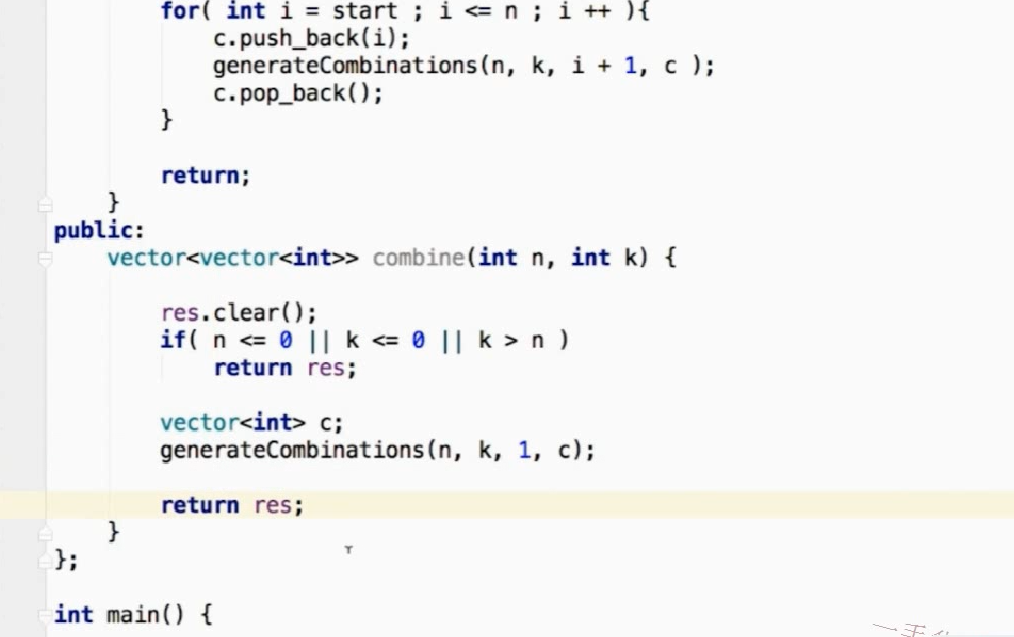 for( int i = start ; i <= n ; i ++ ){
c.push_back(i);
generateCombinations(n, k, i + 1, c );
c.pop_back();
}
return;
}
public:
vector<vector<int>> combine(int n, int k) {
res.clear();
if( n <= 0 || k <= 0 || k > n )
return res;
vector<int> c;
generateCombinations(n, k, 1, c);
return res;
}
};
int main() {